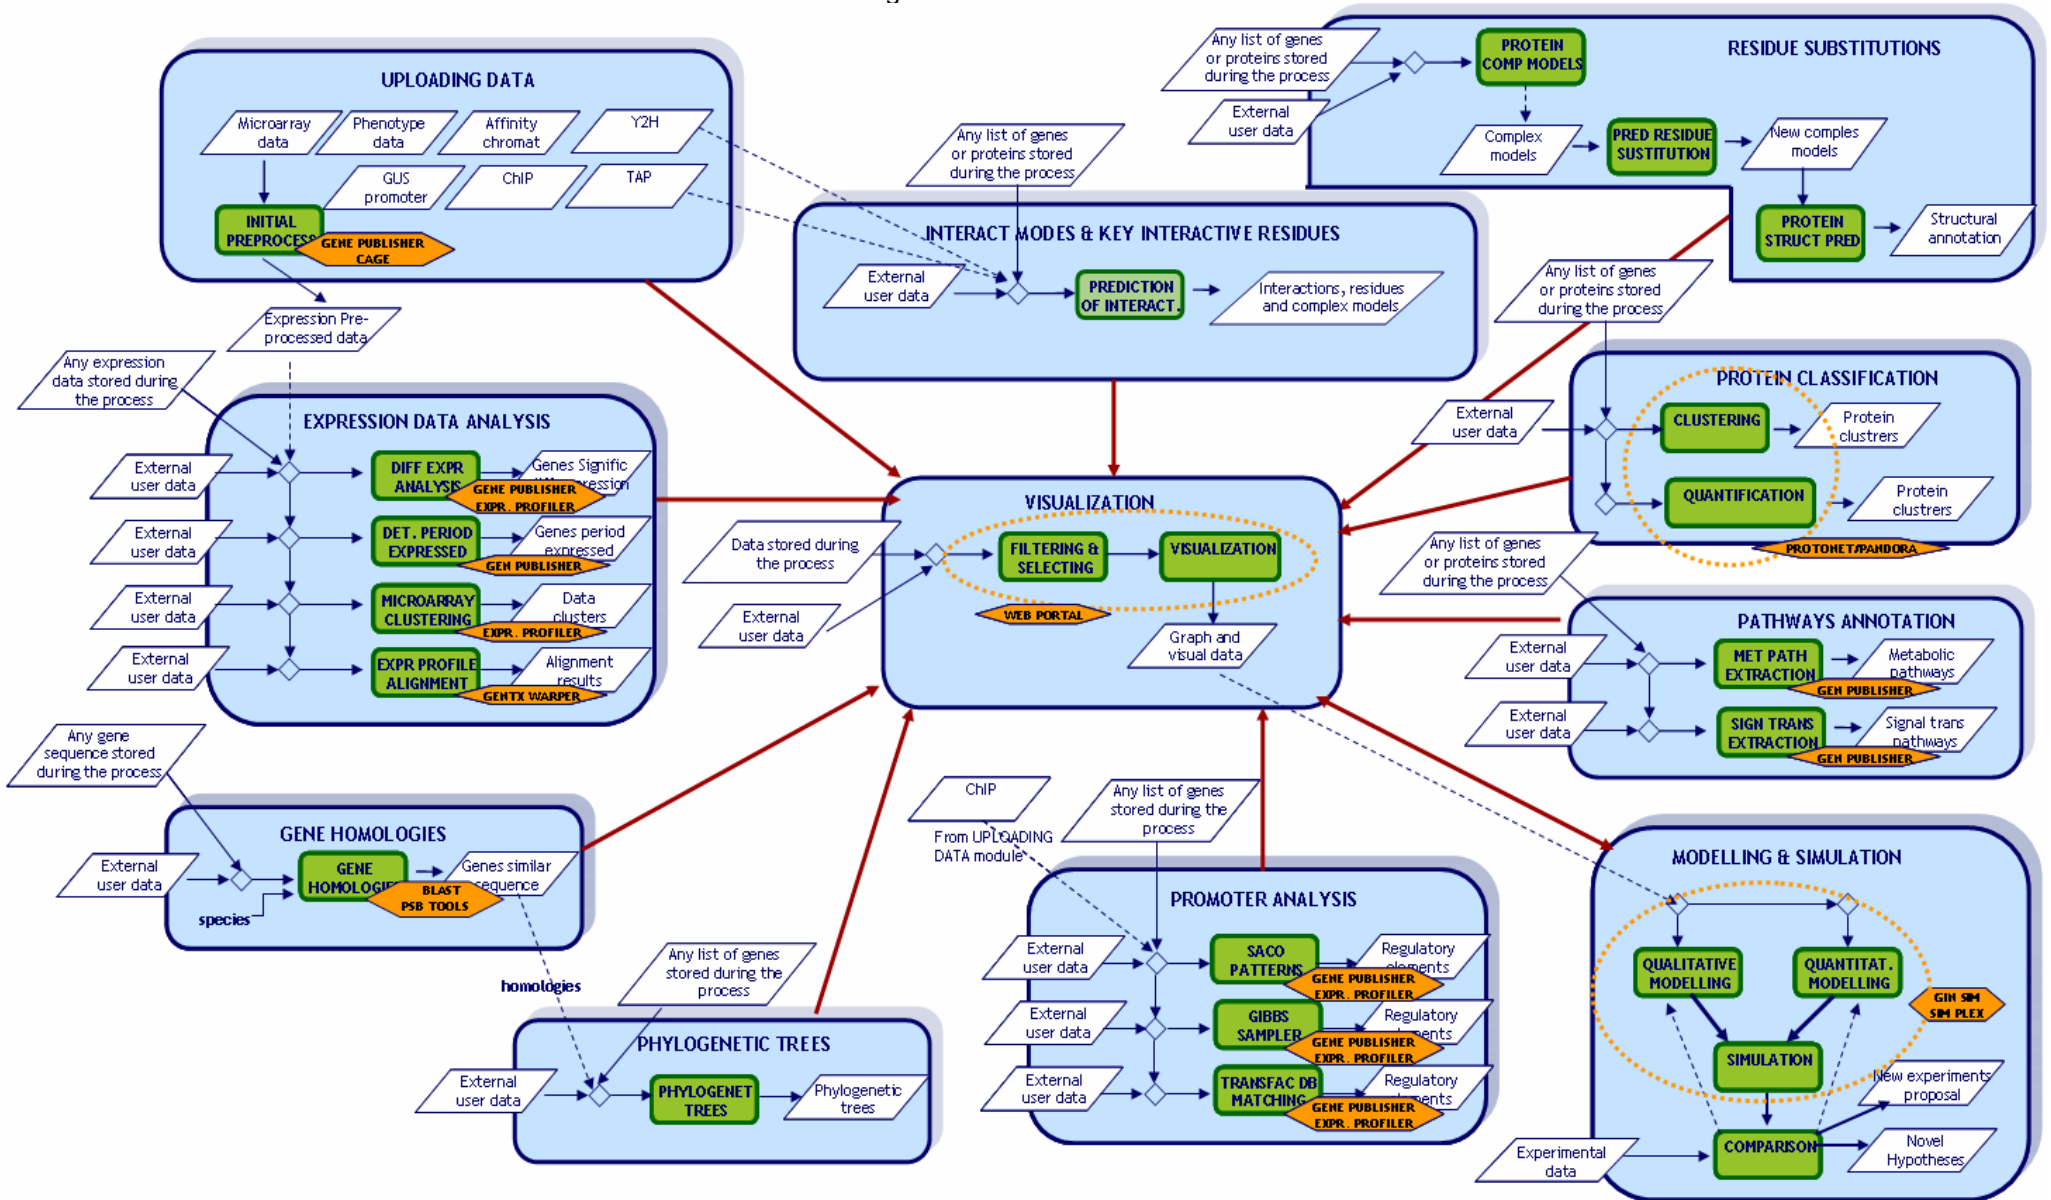 UPLOADING DATA
Microarray
data
Phenotype
data
Affinity
chromat
Y2H
GUS
promoter
ChIP
TAP
INITIAL
PREPROCESS
GENE PUBLISHER
CAGE
Expression Pre-
processed data
Any expression
data stored during
the process
EXPRESSION DATA ANALYSIS
External
user data
DIFF EXPR
ANALYSIS
Genes Signific
GENE PUBLISHER
EXPR. PROFILER
External
user data
DET. PERIOD
EXPRESSED
Genes period
expressed
GEN PUBLISHER
External
user data
MICROARRAY
CLUSTERING
Data
clusters
EXPR. PROFILER
External
user data
EXPR PROFILE
ALIGNMENT
Alignment
results
GENTX WARPER
Any gene
sequence stored
during the process
GENE HOMOLOGIES
External
user data
species
GENE
HOMOLOGIES
Genes similar
sequence
BLAST
PSB TOOLS
homologies
Any list of genes
stored during the
process
PHYLOGENETIC TREES
External
user data
PHYLOGENET
TREES
Phylogenetic
trees
Any list of genes
or proteins stored
during the process
INTERACT MODES & KEY INTERACTIVE RESIDUES
External
user data
PREDICTION
OF INTERACT.
Interactions, residues
and complex models
VISUALIZATION
Data stored during
the process
External
user data
FILTERING &
SELECTING
VISUALIZATION
WEB PORTAL
Graph and
visual data
ChIP
From UPLOADING
DATA module
Any list of genes
stored during the
process
PROMOTER ANALYSIS
External
user data
SACO
PATTERNS
Regulatory
elements
GENE PUBLISHER
EXPR. PROFILER
External
user data
GIBBS
SAMPLER
Regulatory
elements
GENE PUBLISHER
EXPR. PROFILER
External
user data
TRANSFAC DB
MATCHING
Regulatory
elements
GENE PUBLISHER
EXPR. PROFILER
RESIDUE SUBSTITUTIONS
Any list of genes
or proteins stored
during the process
External
user data
PROTEIN
COMP MODELS
Complex
models
PRED RESIDUE
SUSTITUTION
New comples
models
PROTEIN
STRUCT PRED
Structural
annotation
Any list of genes
or proteins stored
during the process
PROTEIN CLASSIFICATION
External
user data
CLUSTERING
Protein
clustrers
QUANTIFICATION
Protein
clustrers
PROTONET/PANDORA
Any list of genes
or proteins stored
during the process
PATHWAYS ANNOTATION
External
user data
MET PATH
EXTRACTION
Metabolic
pathways
GEN PUBLISHER
External
user data
SIGN TRANS
EXTRACTION
Signal trans
pathways
GEN PUBLISHER
MODELLING & SIMULATION
QUALITATIVE
MODELLING
QUANTITAT.
MODELLING
GIN SIM
SIM PLEX
SIMULATION
New experiments
proposal
Experimental
data
COMPARISON
Novel
Hypotheses